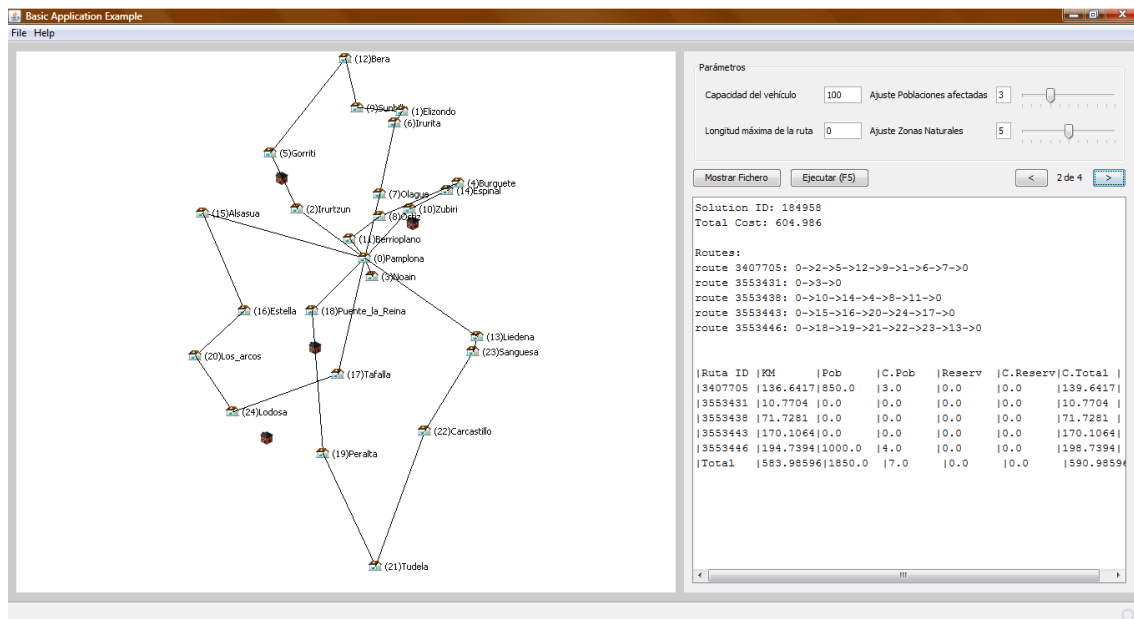 Basic Application Example
File Help
(12)Bera
(1)Elizondo
(6)Irurita
(5)Gorriti
(4)Burguete
(14)Espinal
(7)Olague
(2)Irurtzun
(10)Zubiri
(15)Alsasua
(8)Ostiz
(11)Berrioplano
(0)Pamplona
(3)Noain
(16)Estella
(18)Puente_la_Reina
(13)Liedena
(23)Sanguesa
(20)Los_arcos
(17)Tafalla
(24)Lodosa
(22)Carcastillo
(19)Peralta
(21)Tudela
Parámetros
Capacidad del vehículo 100 Ajuste Poblaciones afectadas 3
Longitud máxima de la ruta 0 Ajuste Zonas Naturales 5
Mostrar Fichero Ejecutar (F5) < 2 de 4 >
Solution ID: 184958
Total Cost: 604.986
Routes:
route 3407705: 0->2->5->12->9->1->6->7->0
route 3553431: 0->3->0
route 3553438: 0->10->14->4->8->11->0
route 3553443: 0->15->16->20->24->17->0
route 3553446: 0->18->19->21->22->23->13->0
|Ruta ID |KM |Pob |C.Pob |Reserv |C.Reserv|C.Total |
|3407705 |136.6417|850.0 |3.0 |0.0 |0.0 |139.6417|
|3553431 |10.7704 |0.0 |0.0 |0.0 |0.0 |10.7704 |
|3553438 |71.7281 |0.0 |0.0 |0.0 |0.0 |71.7281 |
|3553443 |170.1064|0.0 |0.0 |0.0 |0.0 |170.1064|
|3553446 |194.7394|1000.0 |4.0 |0.0 |0.0 |198.7394|
|Total |583.98596|1850.0 |7.0 |0.0 |0.0 |590.98596